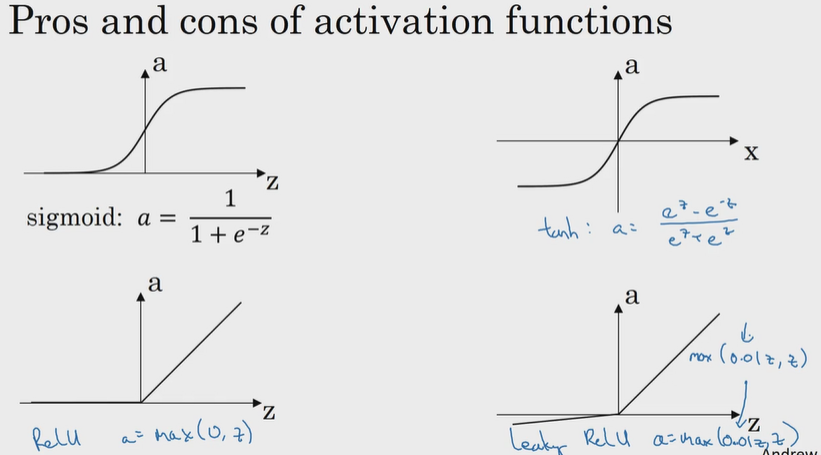 Pros and cons of activation functions
a
z
sigmoid: a = 1 / (1 + e^−z)
a
x
tanh: a = (e^z - e^-z) / (e^z + e^z)
a
z
ReLU a = max(0, z)
a
↓
max (0.01z, z)
z
Leaky ReLU a = max(0.01z, z)
Andrew